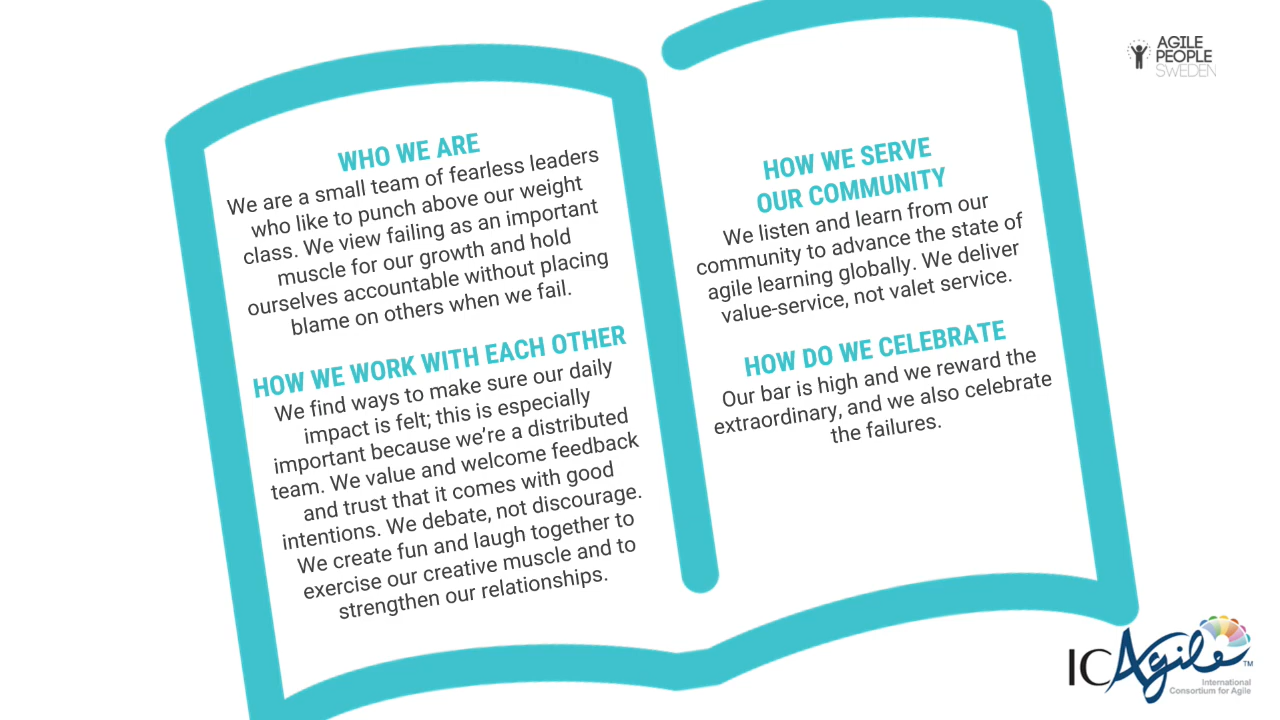 WHO WE ARE
We are a small team of fearless leaders
who like to punch above our weight
class. We view failing as an important
muscle for our growth and hold
ourselves accountable without placing
blame on others when we fail.
HOW WE WORK WITH EACH OTHER
We find ways to make sure our daily
impact is felt; this is especially
important because we're a distributed
team. We value and welcome feedback
and trust that it comes with good
intentions. We debate, not discourage.
We create fun and laugh together to
exercise our creative muscle and to
strengthen our relationships.
HOW WE SERVE
OUR COMMUNITY
We listen and learn from our
community to advance the state of
agile learning globally. We deliver
value-service, not valet service.
HOW DO WE CELEBRATE
Our bar is high and we reward the
extraordinary, and we also celebrate
the failures.
AGILE
PEOPLE
SWEDEN
ICAgile™
International
Consortium for Agile